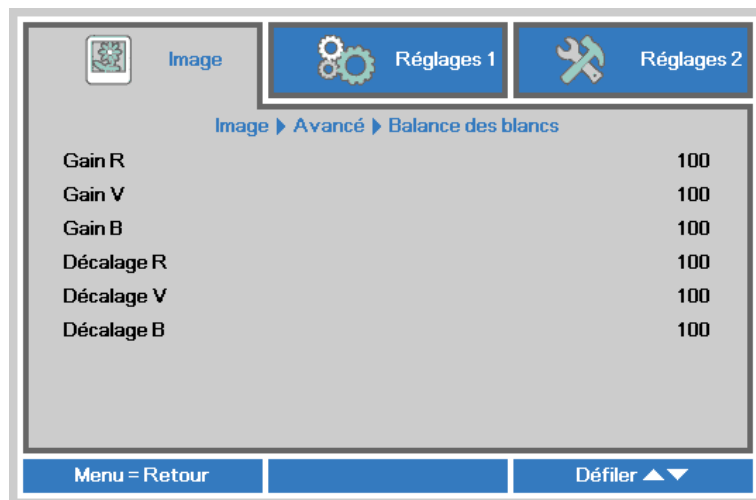 Image
Réglages 1
Réglages 2
Image ▶ Avancé ▶ Balance des blancs
Gain R 100
Gain V 100
Gain B 100
Décalage R 100
Décalage V 100
Décalage B 100
Menu = Retour
Défiler ▲▼